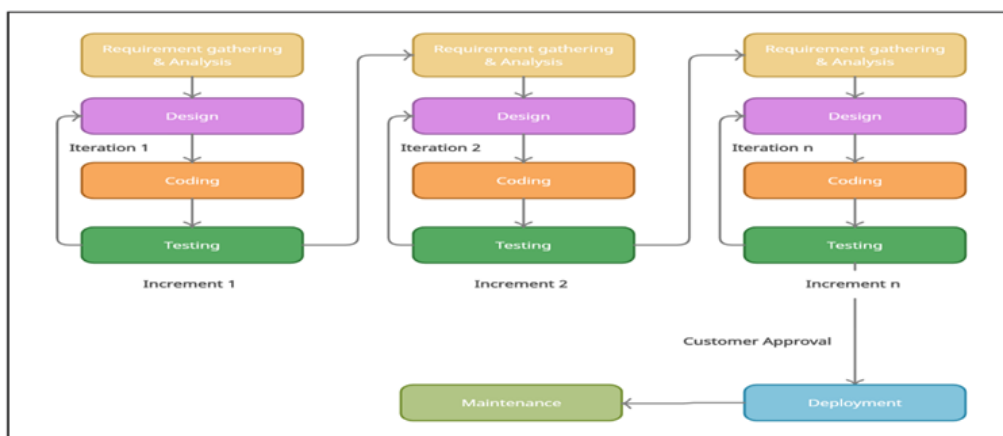 Requirement gathering
& Analysis
Design
Iteration 1
Coding
Testing
Increment 1
Requirement gathering
& Analysis
Design
Iteration 2
Coding
Testing
Increment 2
Requirement gathering
& Analysis
Design
Iteration n
Coding
Testing
Increment n
Customer Approval
Deployment
Maintenance